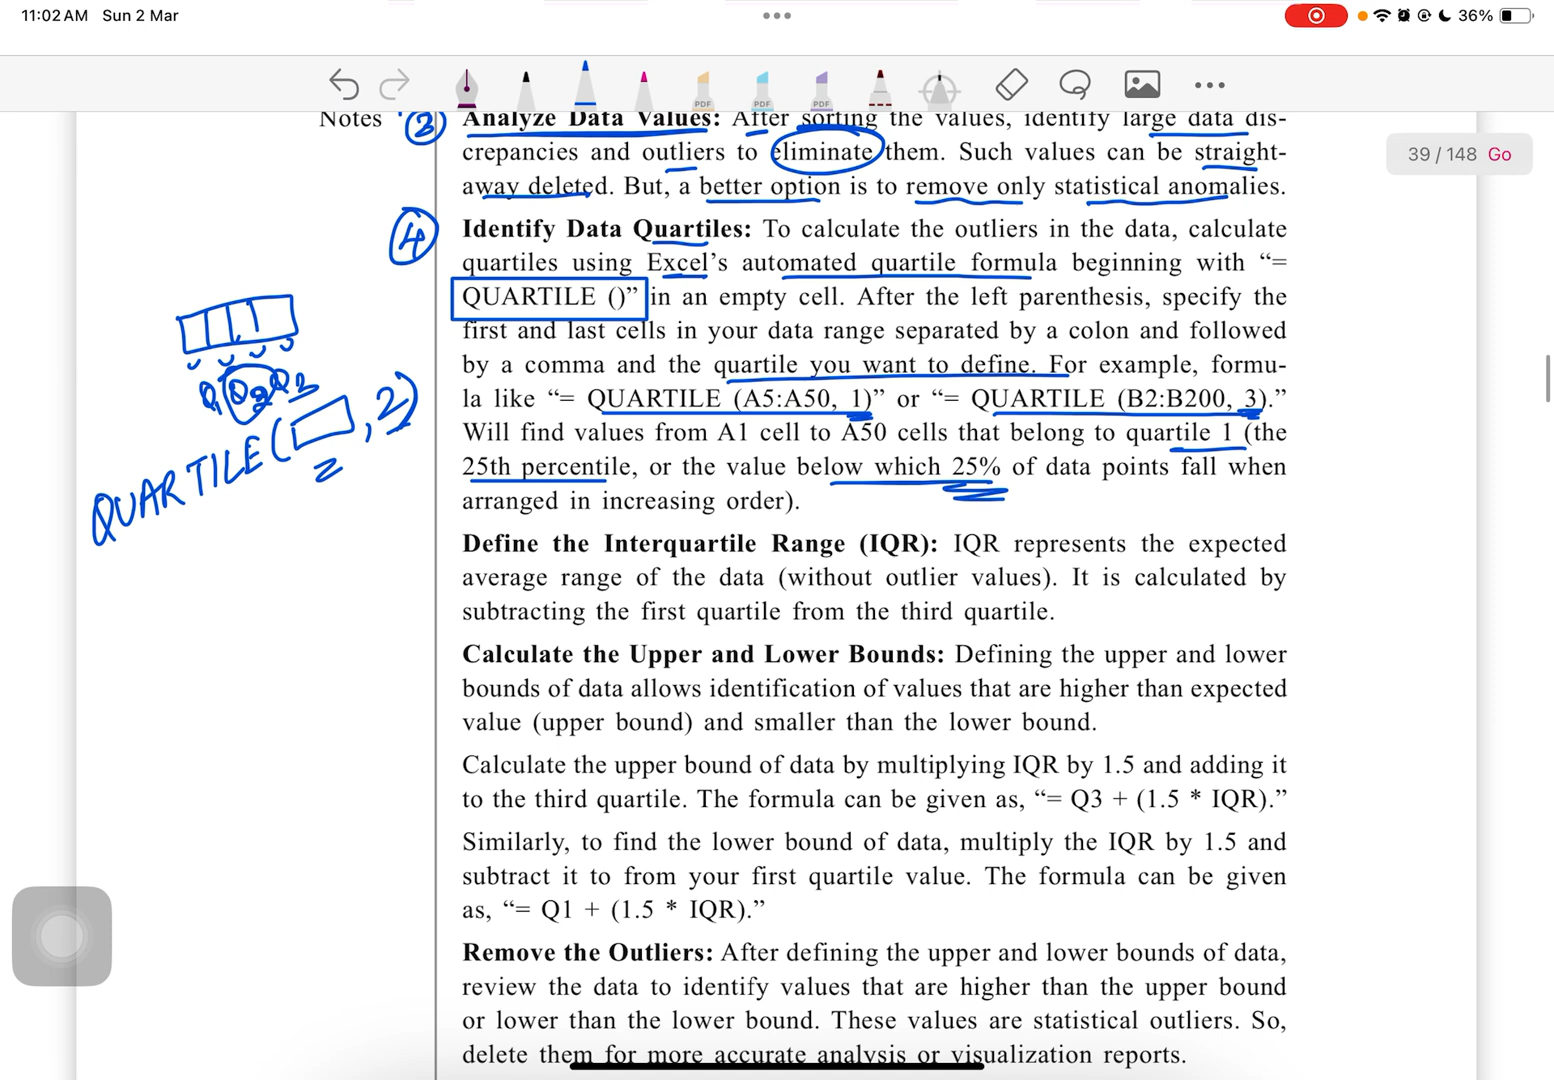 11:02 AM Sun 2 Mar
36%
PDF PDF PDF
39 / 148 Go
Notes
3
Analyze Data Values: After sorting the values, identify large data dis-
crepancies and outliers to eliminate them. Such values can be straight-
away deleted. But, a better option is to remove only statistical anomalies.
4
Identify Data Quartiles: To calculate the outliers in the data, calculate
quartiles using Excel’s automated quartile formula beginning with “=
QUARTILE ()” in an empty cell. After the left parenthesis, specify the
first and last cells in your data range separated by a colon and followed
by a comma and the quartile you want to define. For example, formu-
la like “= QUARTILE (A5:A50, 1)” or “= QUARTILE (B2:B200, 3).”
Will find values from A1 cell to A50 cells that belong to quartile 1 (the
25th percentile, or the value below which 25% of data points fall when
arranged in increasing order).
Q1 Q2 Q3
QUARTILE( , 2)
Define the Interquartile Range (IQR): IQR represents the expected
average range of the data (without outlier values). It is calculated by
subtracting the first quartile from the third quartile.
Calculate the Upper and Lower Bounds: Defining the upper and lower
bounds of data allows identification of values that are higher than expected
value (upper bound) and smaller than the lower bound.
Calculate the upper bound of data by multiplying IQR by 1.5 and adding it
to the third quartile. The formula can be given as, “= Q3 + (1.5 * IQR).”
Similarly, to find the lower bound of data, multiply the IQR by 1.5 and
subtract it to from your first quartile value. The formula can be given
as, “= Q1 + (1.5 * IQR).”
Remove the Outliers: After defining the upper and lower bounds of data,
review the data to identify values that are higher than the upper bound
or lower than the lower bound. These values are statistical outliers. So,
delete them for more accurate analysis or visualization reports.